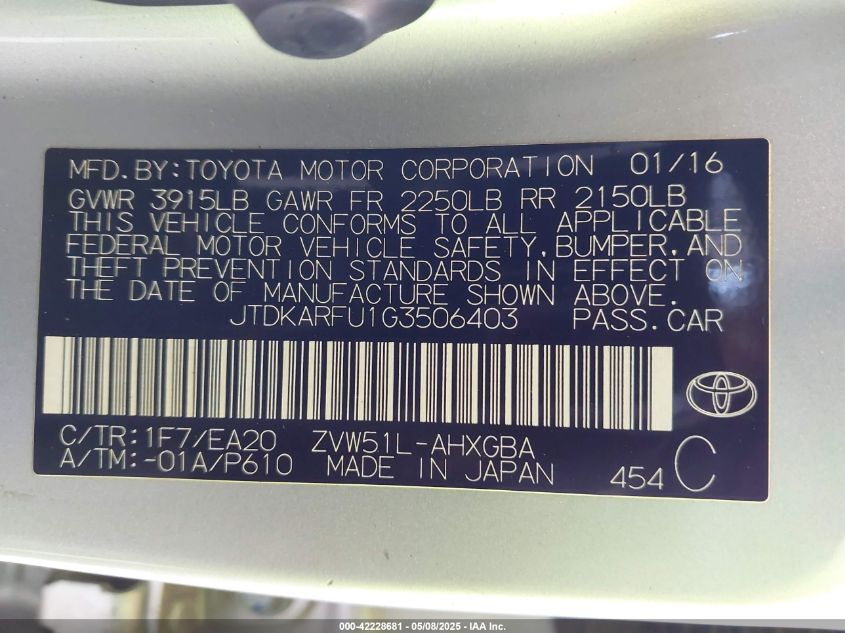 MFD.BY:TOYOTA MOTOR CORPORATION 01/16
GVWR 3915LB GAWR FR 2250LB RR 2150LB
THIS VEHICLE CONFORMS TO ALL APPLICABLE
FEDERAL MOTOR VEHICLE SAFETY,BUMPER,AND
THEFT PREVENTION STANDARDS IN EFFECT ON
THE DATE OF MANUFACTURE SHOWN ABOVE.
JTDKARFU1G3506403 PASS.CAR
C/TR:1F7/EA20 ZVW51L-AHXGBA
A/TM:-01A/P610 MADE IN JAPAN 454 C
000-42228681 - 05/08/2025 - IAA Inc.